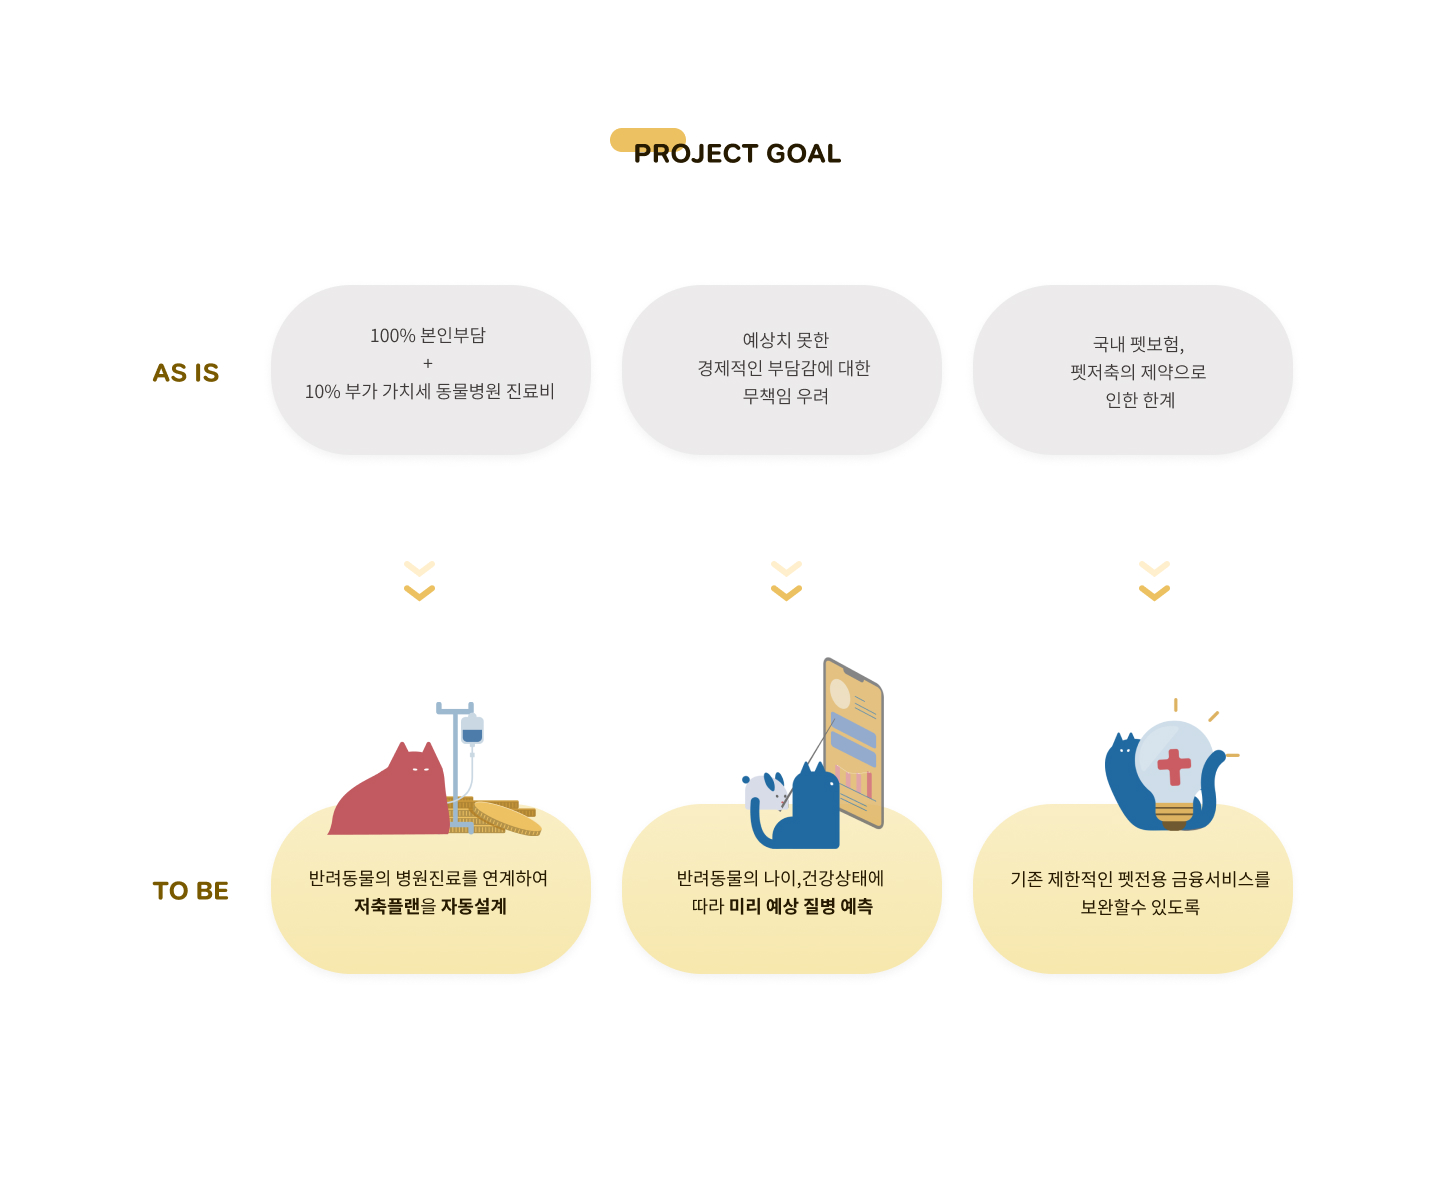 PROJECT GOAL
AS IS
100% 본인부담
+
10% 부가 가치세 동물병원 진료비
예상치 못한
경제적인 부담감에 대한
무책임 우려
국내 펫보험,
펫저축의 제약으로
인한 한계
TO BE
반려동물의 병원진료를 연계하여
저축플랜을 자동설계
반려동물의 나이,건강상태에
따라 미리 예상 질병 예측
기존 제한적인 펫전용 금융서비스를
보완할수 있도록